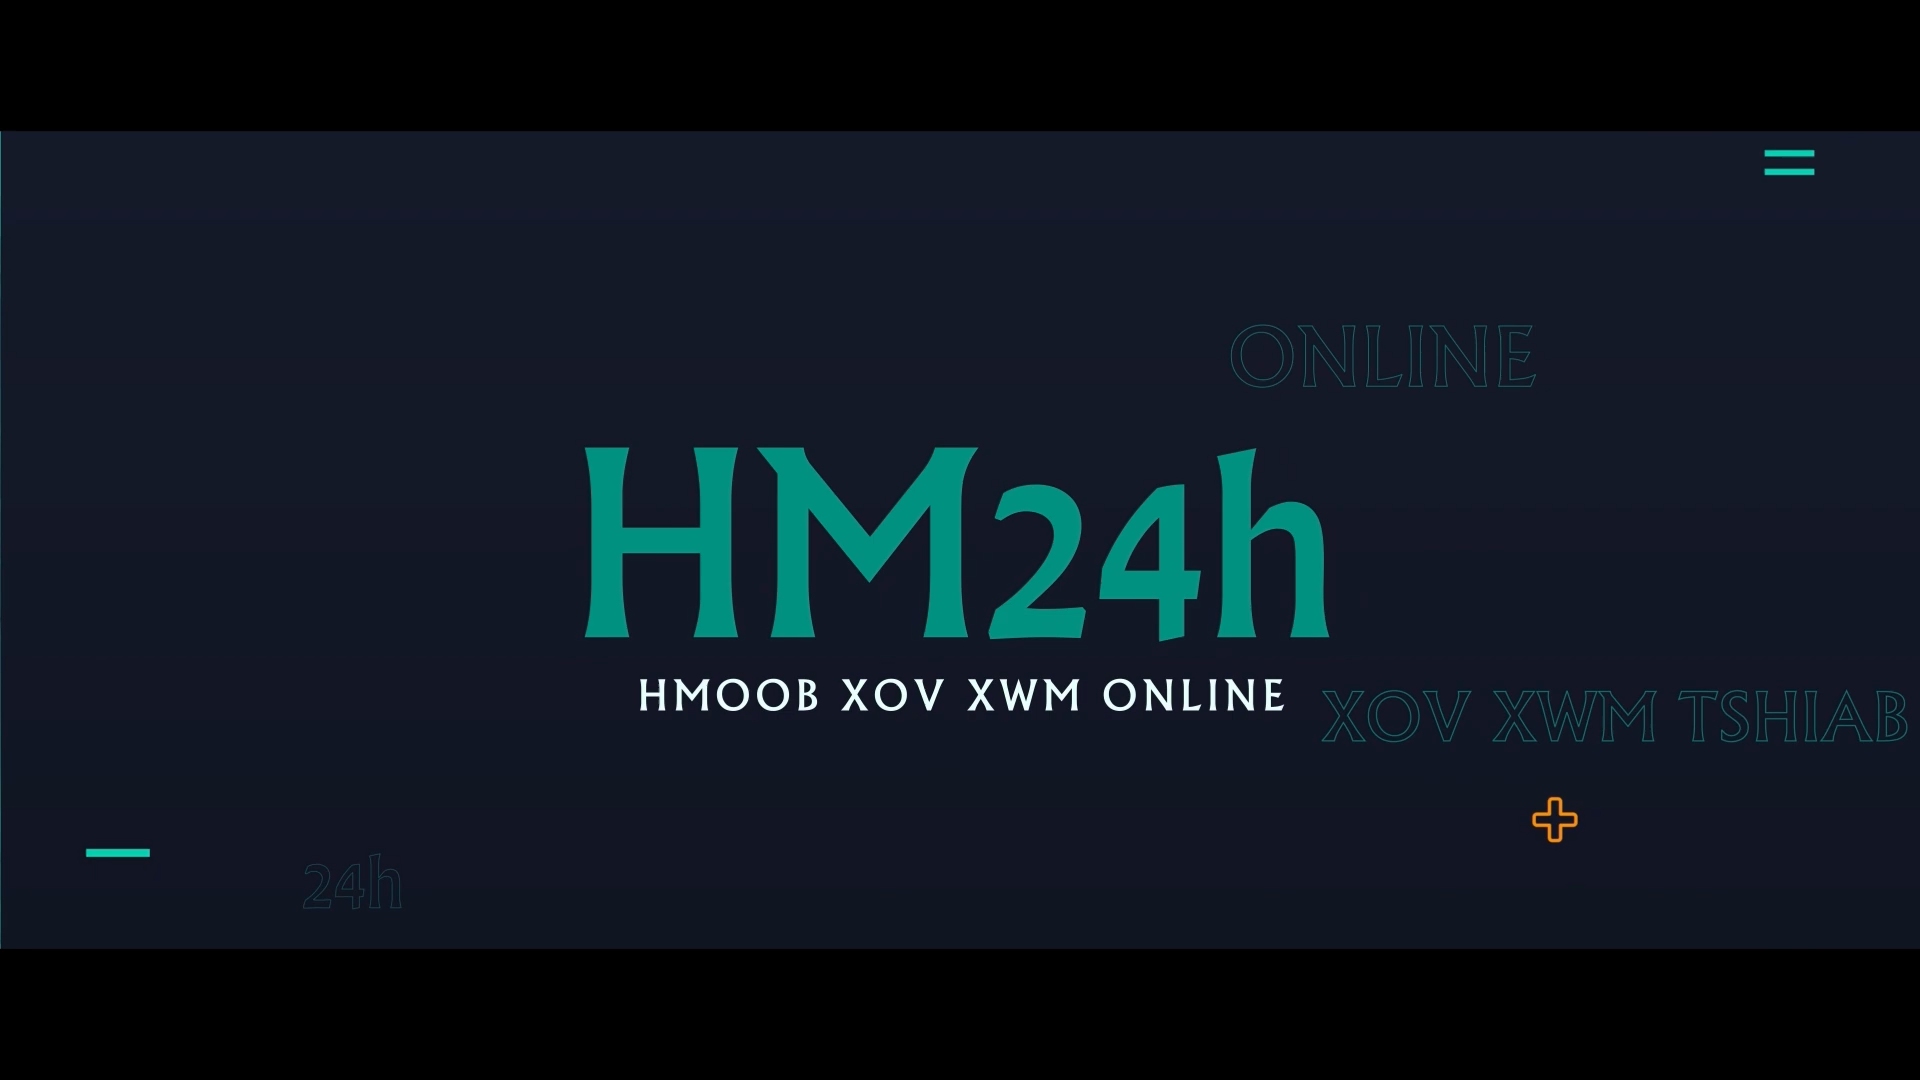 ONLINE
HM24h
HMOOB XOV XWM ONLINE
XOV XWM TSHIAB
24h